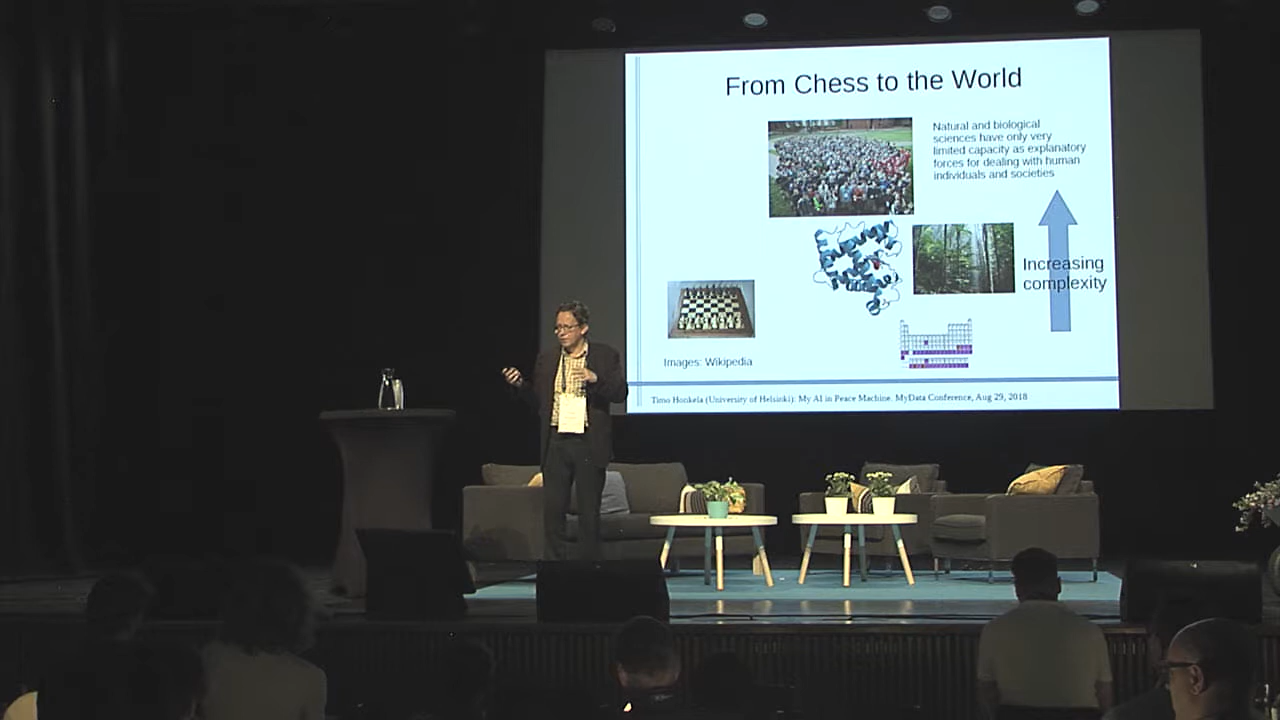 From Chess to the World
Natural and biological
sciences have only very
limited capacity as explanatory
forces for dealing with human
individuals and societies
Increasing
complexity
Images: Wikipedia
Timo Honkela (University of Helsinki): My AI in Peace Machine. MyData Conference, Aug 29, 2018